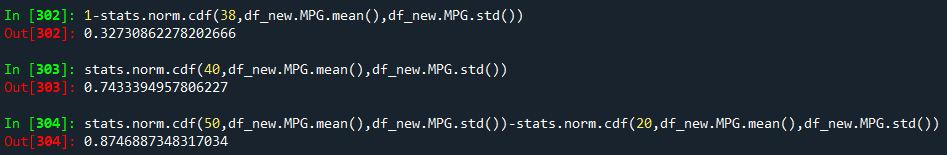 In [302]: 1-stats.norm.cdf(38,df_new.MPG.mean(),df_new.MPG.std())
Out[302]: 0.32730862278202666
In [303]: stats.norm.cdf(40,df_new.MPG.mean(),df_new.MPG.std())
Out[303]: 0.7433394957806227
In [304]: stats.norm.cdf(50,df_new.MPG.mean(),df_new.MPG.std())-stats.norm.cdf(20,df_new.MPG.mean(),df_new.MPG.std())
Out[304]: 0.8746887348317034